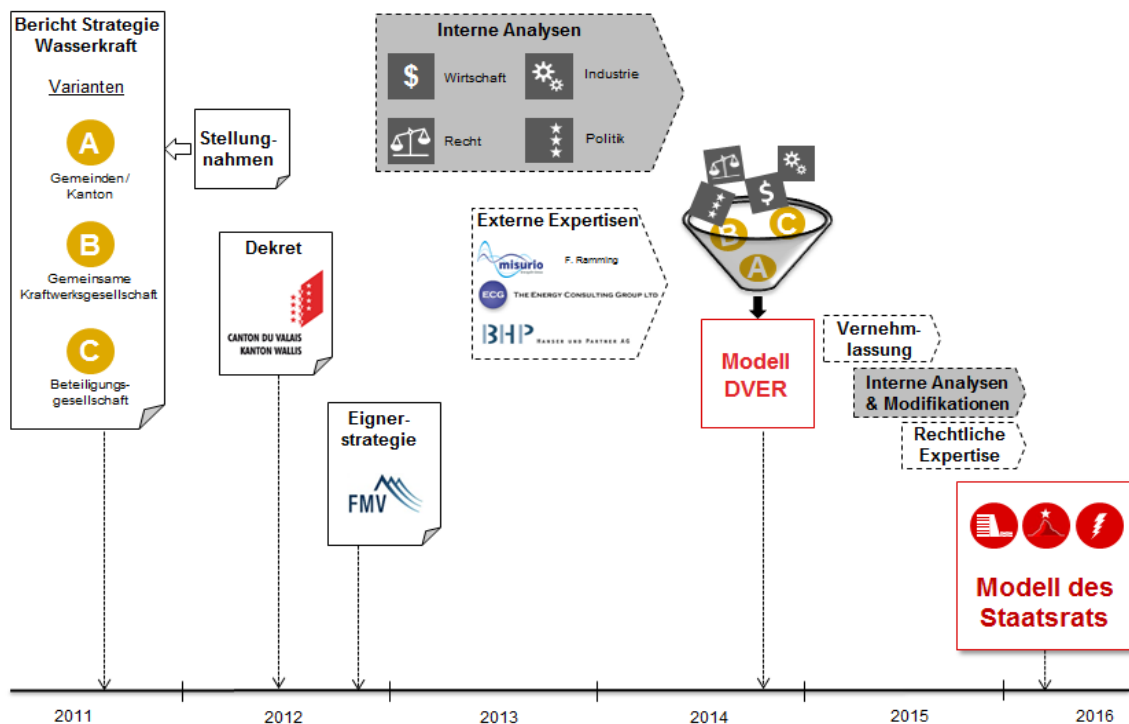 Bericht Strategie
Wasserkraft
Varianten
A
Gemeinden /
Kanton
B
Gemeinsame
Kraftwerksgesellschaft
C
Beteiligungs-
gesellschaft
Stellung-
nahmen
Dekret
CANTON DU VALAIS
KANTON WALLIS
Eigner-
strategie
FMV
Interne Analysen
$
Wirtschaft
Industrie
Recht
Politik
Externe Expertisen
misurio
F. Ramming
ECG
THE ENERGY CONSULTING GROUP LTD
BHP
HANSER UND PARTNER AG
$
B
C
A
Modell
DVER
Vernehm-
lassung
Interne Analysen
& Modifikationen
Rechtliche
Expertise
Modell des
Staatsrats
2011
2012
2013
2014
2015
2016